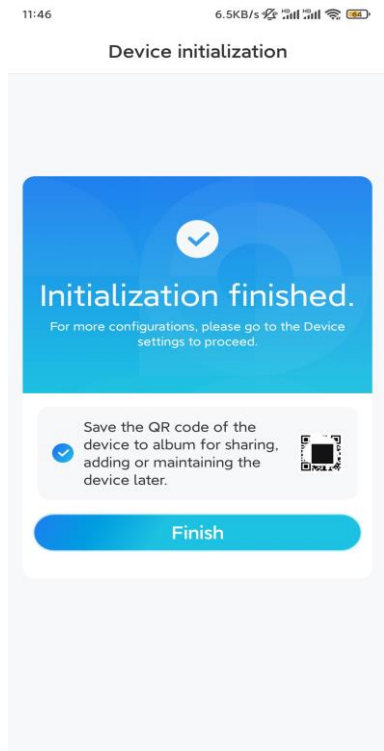 11:46 6.5KB/s HD HD 64
Device initialization
Initialization finished.
For more configurations, please go to the Device
settings to proceed.
Save the QR code of the
device to album for sharing,
adding or maintaining the
device later.
Finish